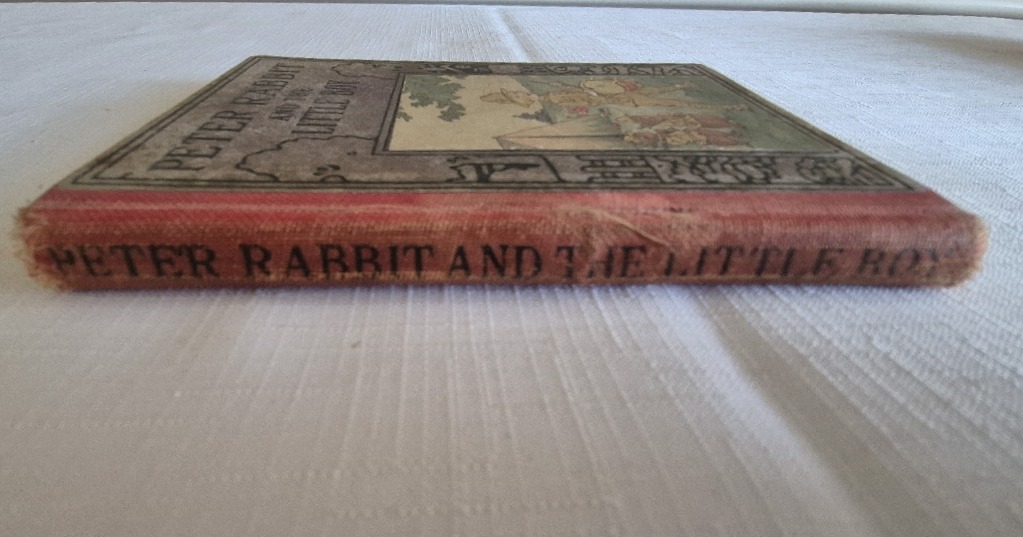 PETER RABBIT
AND THE
LITTLE BOY
PETER RABBIT AND THE LITTLE BOY